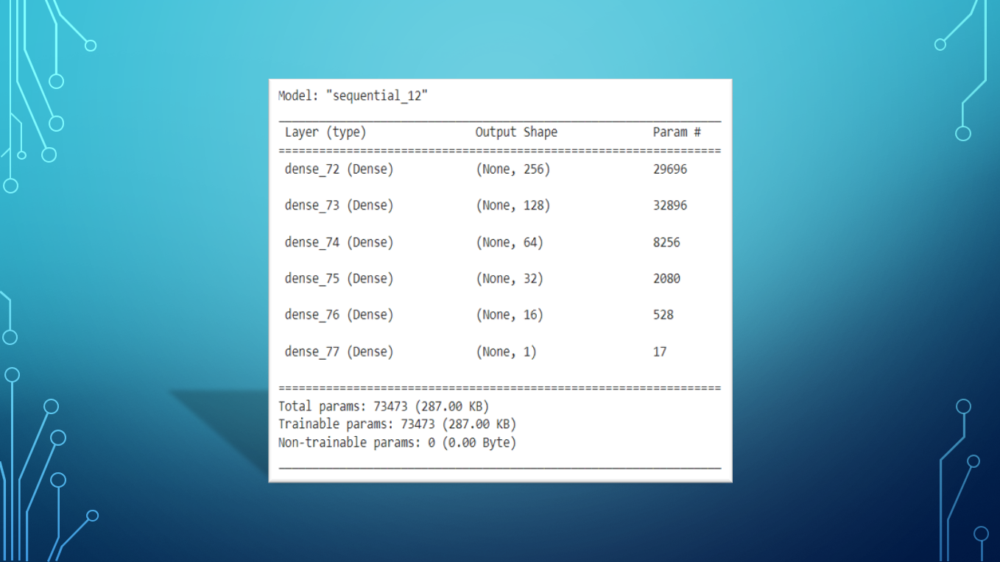 Model: "sequential_12"
Layer (type) Output Shape Param #
=================================================================
dense_72 (Dense) (None, 256) 29696
dense_73 (Dense) (None, 128) 32896
dense_74 (Dense) (None, 64) 8256
dense_75 (Dense) (None, 32) 2080
dense_76 (Dense) (None, 16) 528
dense_77 (Dense) (None, 1) 17
=================================================================
Total params: 73473 (287.00 KB)
Trainable params: 73473 (287.00 KB)
Non-trainable params: 0 (0.00 Byte)